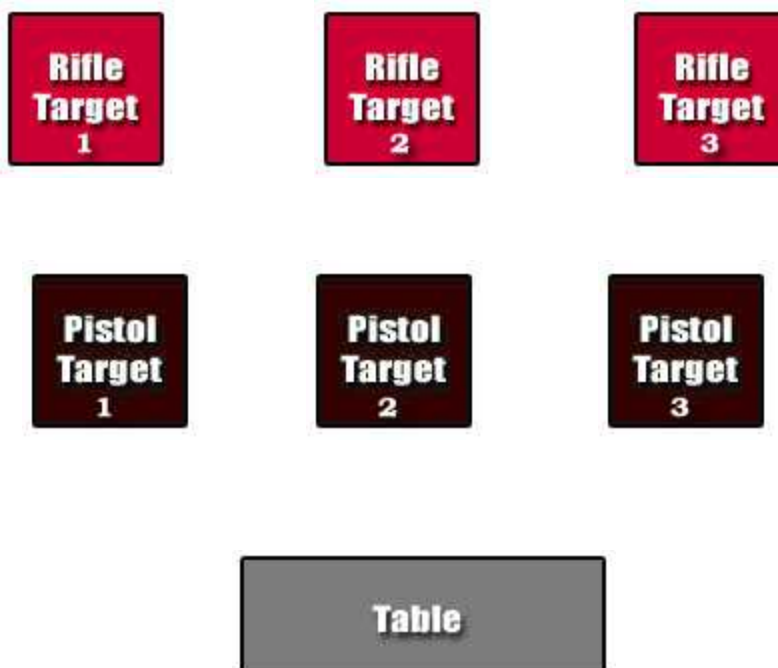 Rifle
Target
1
Rifle
Target
2
Rifle
Target
3
Pistol
Target
1
Pistol
Target
2
Pistol
Target
3
Table